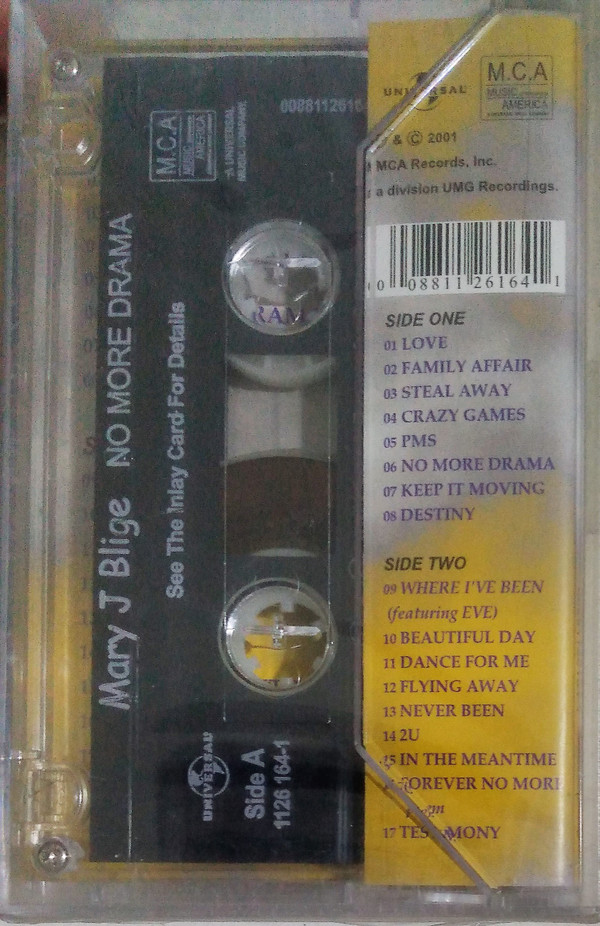 M.C.A
MUSIC
AMERICA
A UNIVERSAL
MUSIC COMPANY.
Mary J Blige NO MORE DRAMA
See The Inlay Card For Details
RAM
UNIVERSAL
Side A
1126 164-1
UNIVERSAL
M.C.A
MUSIC
AMERICA
& © 2001
MCA Records, Inc.
a division UMG Recordings.
0 08811 26164 1
SIDE ONE
01 LOVE
02 FAMILY AFFAIR
03 STEAL AWAY
04 CRAZY GAMES
05 PMS
06 NO MORE DRAMA
07 KEEP IT MOVING
08 DESTINY
SIDE TWO
09 WHERE I'VE BEEN
(featuring EVE)
10 BEAUTIFUL DAY
11 DANCE FOR ME
12 FLYING AWAY
13 NEVER BEEN
14 2U
15 IN THE MEANTIME
FOREVER NO MORE
17 TESTIMONY